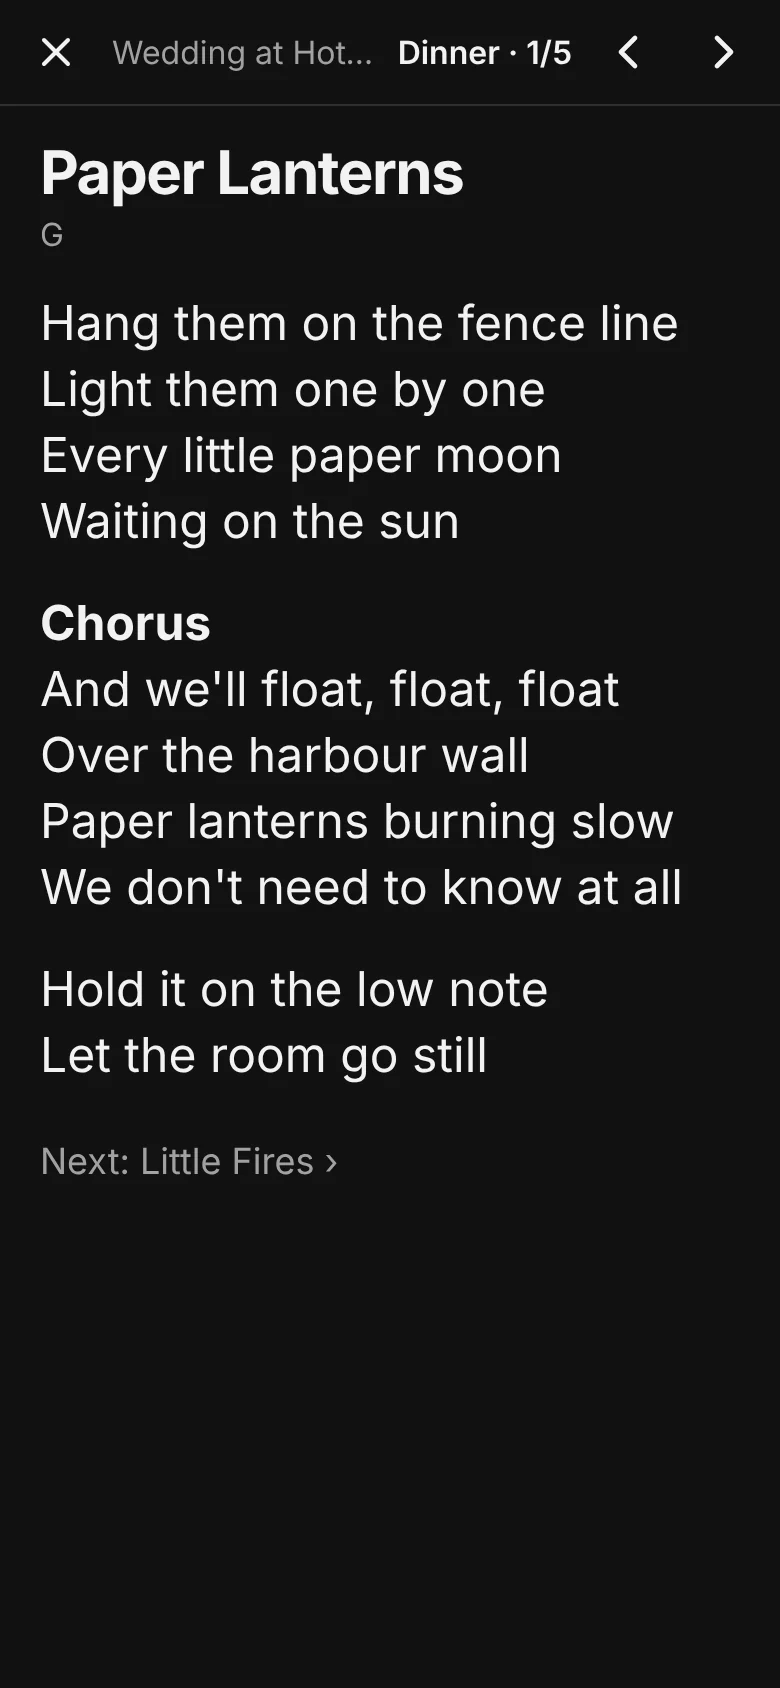 Wedding at Hot... Dinner · 1/5
Paper Lanterns
G
Hang them on the fence line
Light them one by one
Every little paper moon
Waiting on the sun
Chorus
And we'll float, float, float
Over the harbour wall
Paper lanterns burning slow
We don't need to know at all
Hold it on the low note
Let the room go still
Next: Little Fires ›